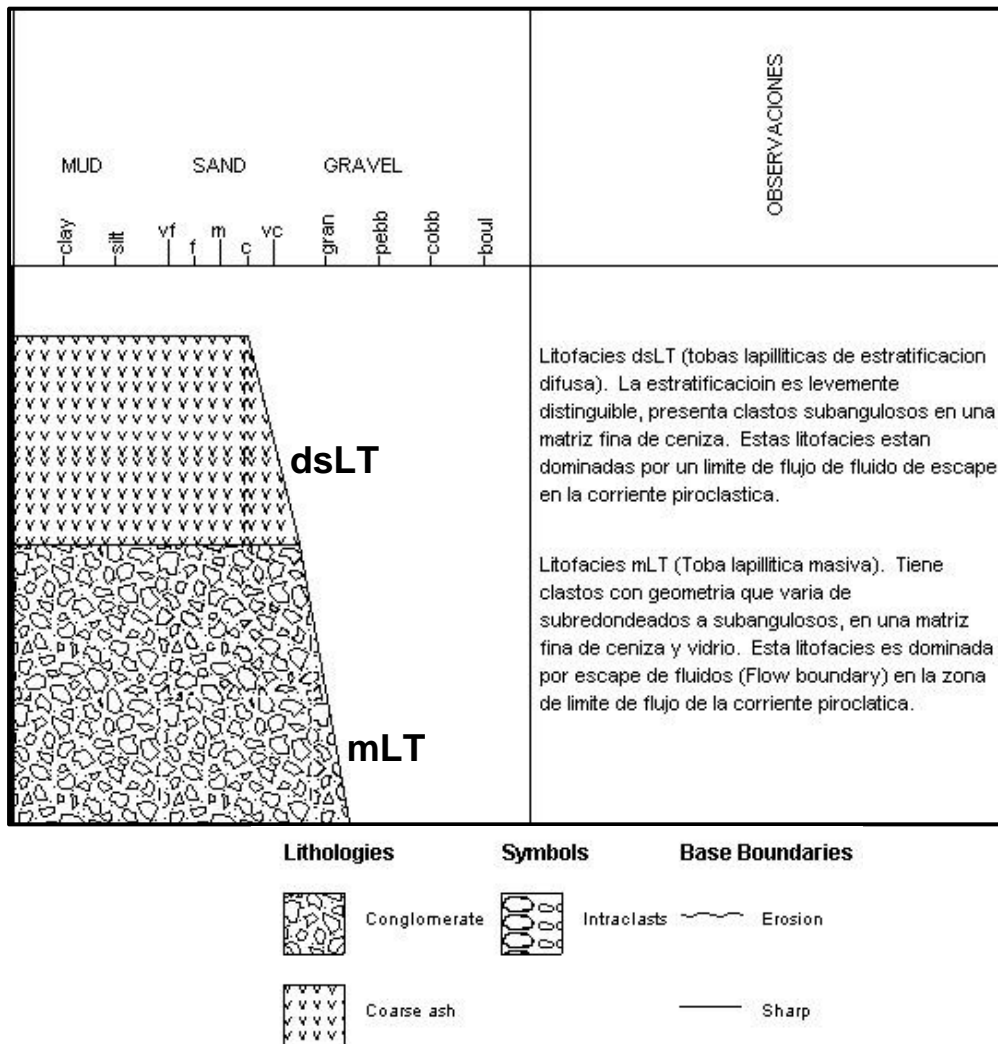 OBSERVACIONES
MUD SAND GRAVEL
clay silt vf f m c vc gran pebb cobb boul
Litofacies dsLT (tobas lapilliticas de estratificacion
difusa). La estratificacioin es levemente
distinguible, presenta clastos subangulosos en una
matriz fina de ceniza. Estas litofacies estan
dominadas por un limite de flujo de fluido de escape
en la corriente piroclastica.
dsLT
Litofacies mLT (Toba lapillitica masiva). Tiene
clastos con geometria que varia de
subredondeados a subangulosos, en una matriz
fina de ceniza y vidrio. Esta litofacies es dominada
por escape de fluidos (Flow boundary) en la zona
de limite de flujo de la corriente piroclatica.
mLT
Lithologies Symbols Base Boundaries
Conglomerate Intraclasts Erosion
Coarse ash Sharp